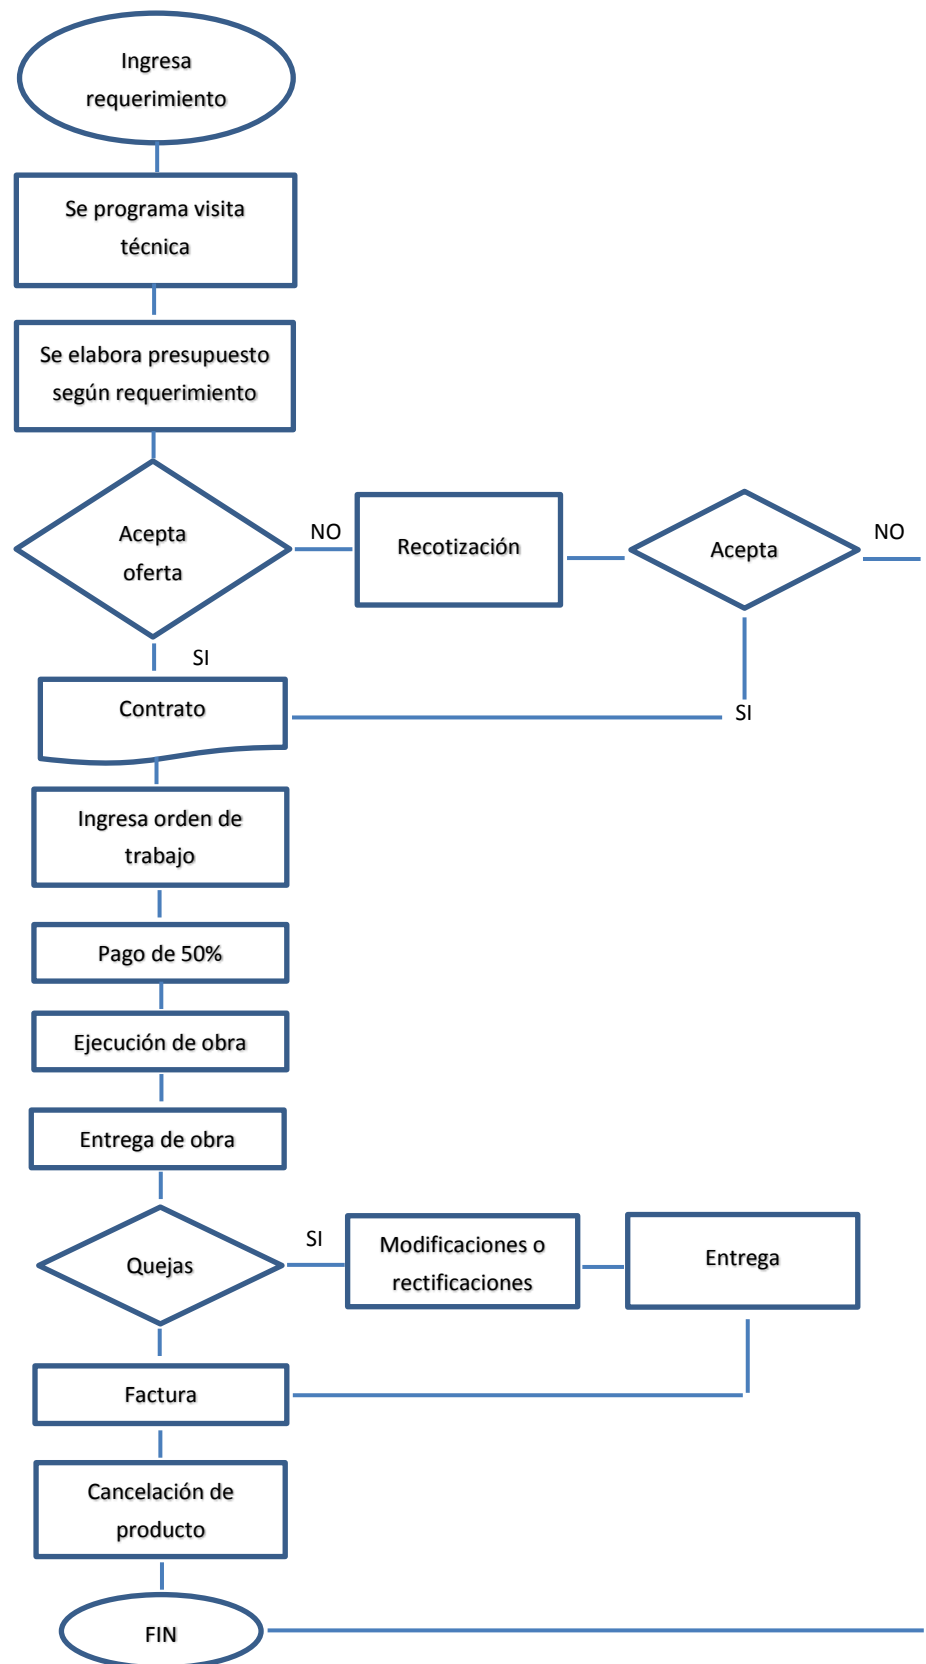 Ingresa
requerimiento
Se programa visita
técnica
Se elabora presupuesto
según requerimiento
Acepta
oferta
NO
Recotización
Acepta
NO
SI
Contrato
SI
Ingresa orden de
trabajo
Pago de 50%
Ejecución de obra
Entrega de obra
Quejas
SI
Modificaciones o
rectificaciones
Entrega
Factura
Cancelación de
producto
FIN